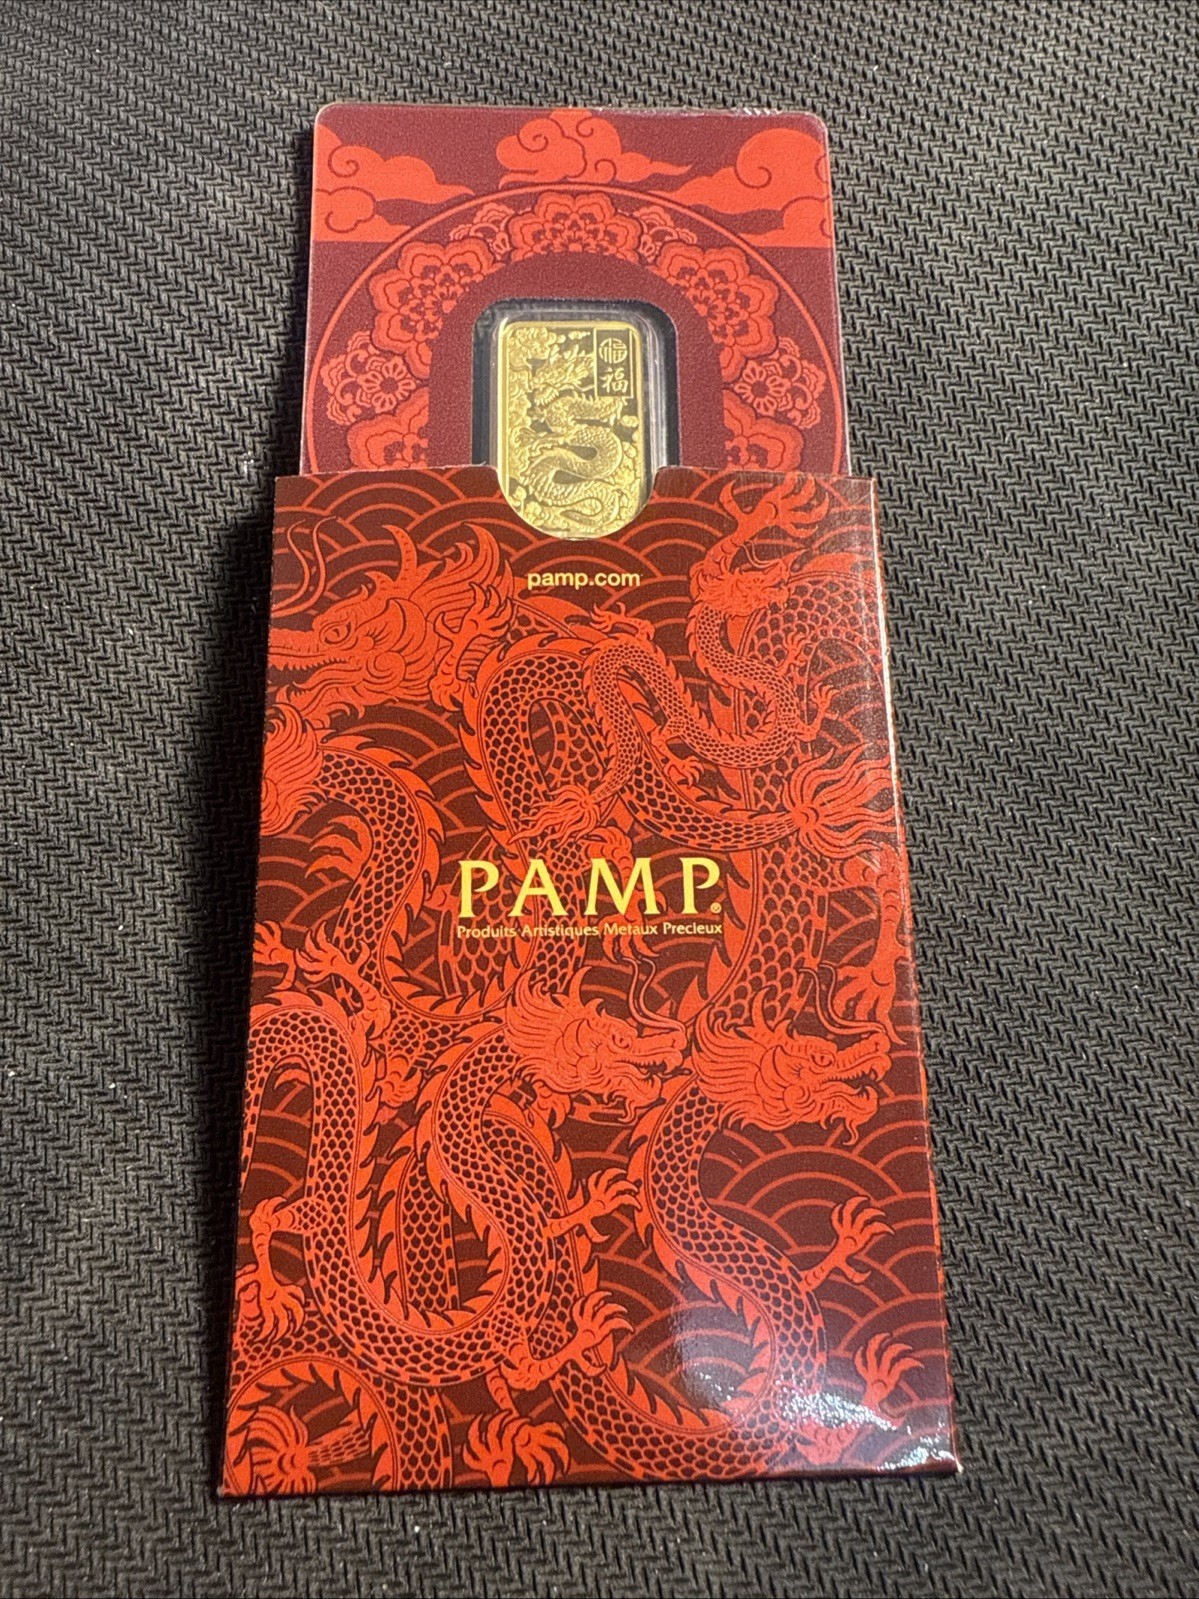 福
福
pamp.com
PAMP®
Produits Artistiques Metaux Precieux